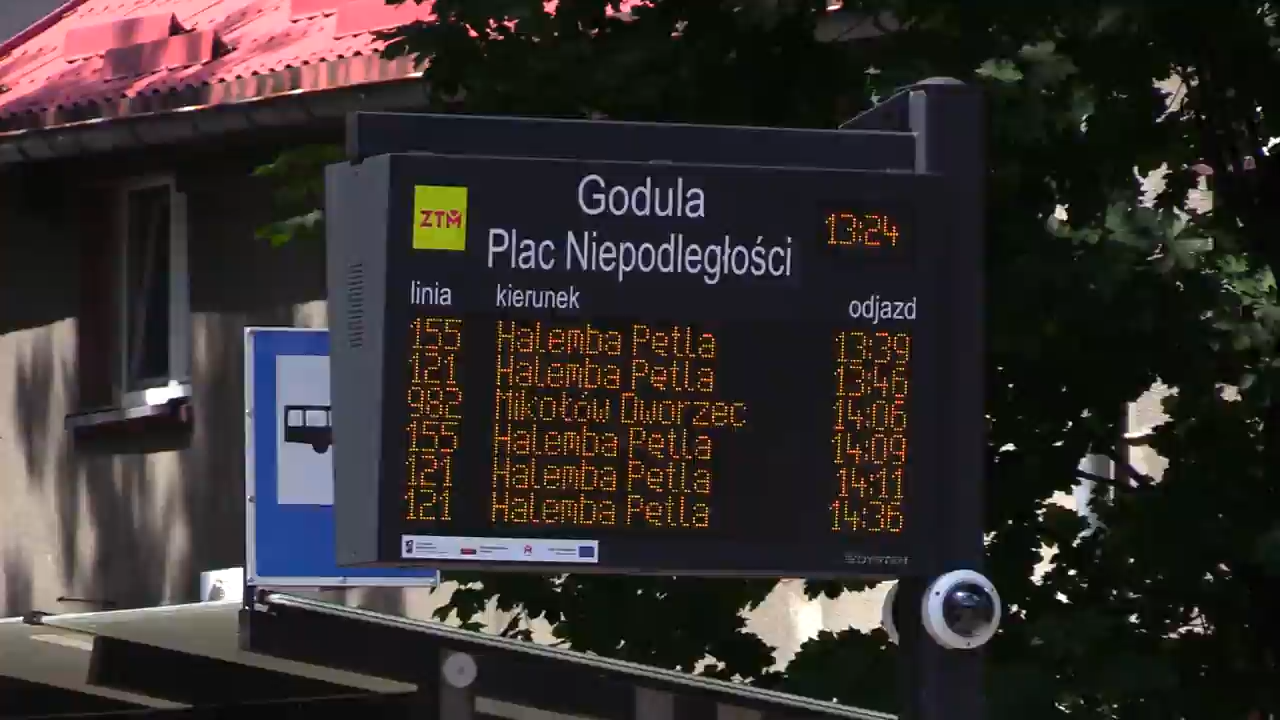 ZTM
Godula
Plac Niepodległości
13:24
linia kierunek odjazd
155 Halemba Pętla 13:39
121 Halemba Pętla 13:46
982 Mikołów Dworzec 14:06
155 Halemba Pętla 14:09
121 Halemba Pętla 14:11
121 Halemba Pętla 14:36